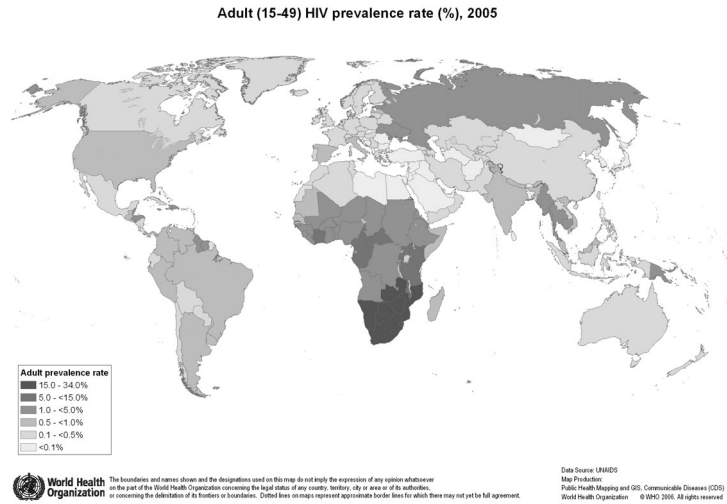 Adult (15-49) HIV prevalence rate (%), 2005
Adult prevalence rate
15.0 - 34.0%
5.0 - <15.0%
1.0 - <5.0%
0.5 - <1.0%
0.1 - <0.5%
<0.1%
World Health
Organization
The boundaries and names shown and the designations used on this map do not imply the expression of any opinion whatsoever
on the part of the World Health Organization concerning the legal status of any country, territory, city or area or of its authorities,
or concerning the delimitation of its frontiers or boundaries. Dotted lines on maps represent approximate border lines for which there may not yet be full agreement.
Data Source: UNAIDS
Map Production:
Public Health Mapping and GIS, Communicable Diseases (CDS)
World Health Organization © WHO 2006. All rights reserved